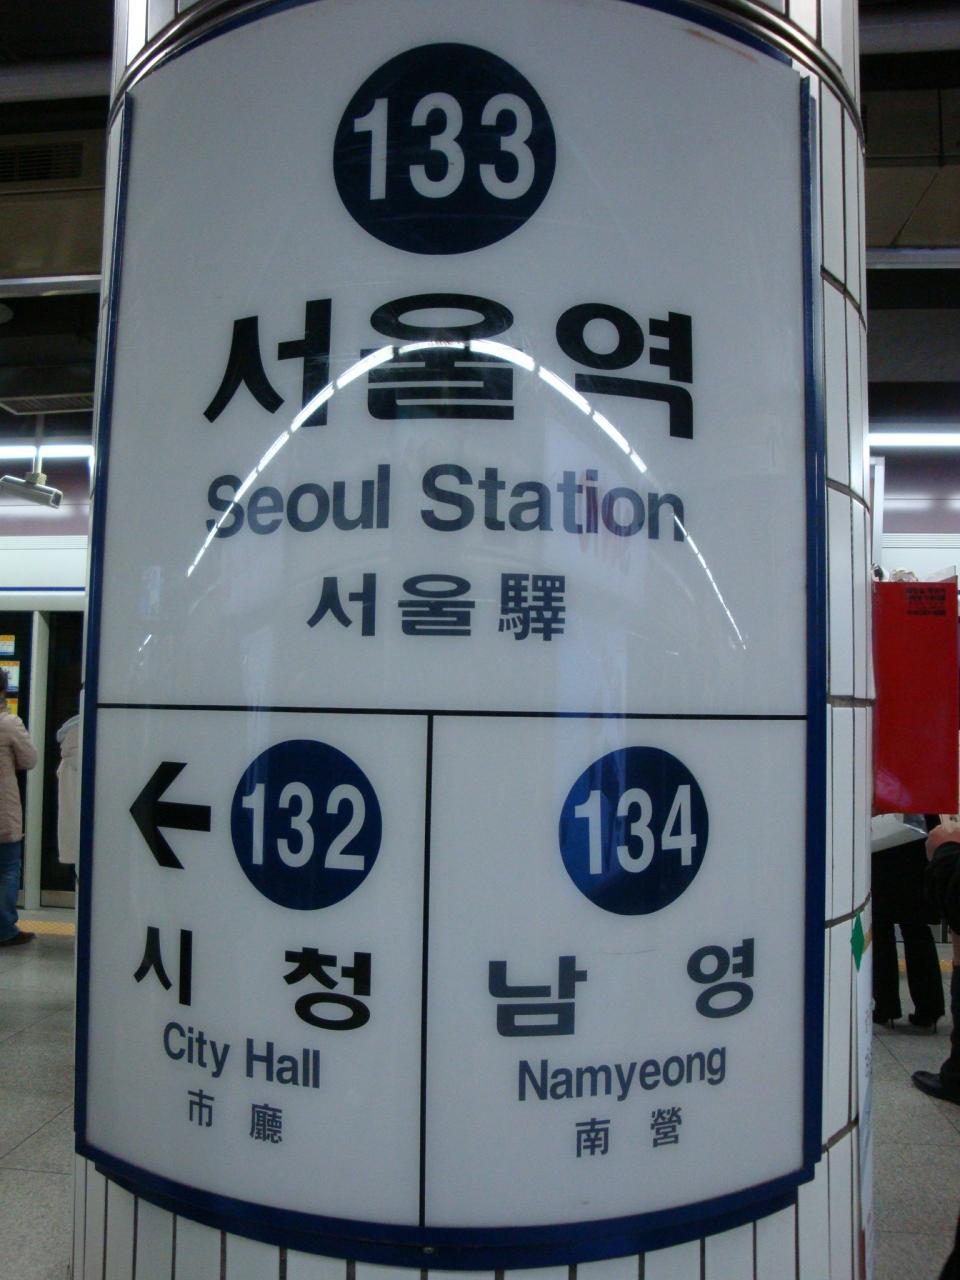 133
서울역
Seoul Station
서울驛
← 132
시청
City Hall
市廳
134
남영
Namyeong
南營